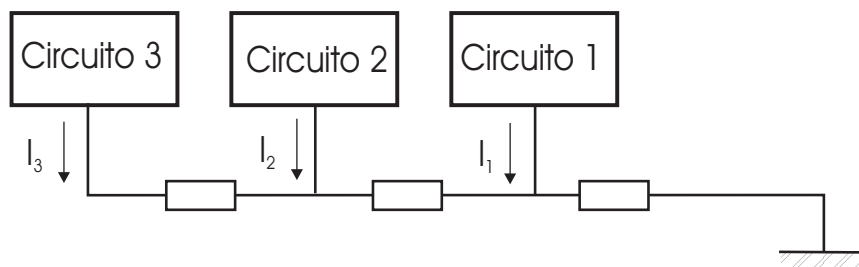 Circuito 3
Circuito 2
Circuito 1
I₃
I₂
I₁